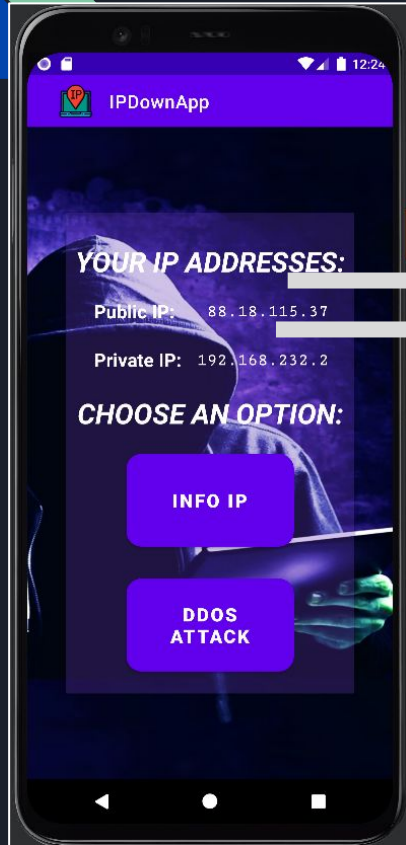 12:24
IP
IPDownApp
YOUR IP ADDRESSES:
Public IP: 88.18.115.37
Private IP: 192.168.232.2
CHOOSE AN OPTION:
INFO IP
DDOS
ATTACK